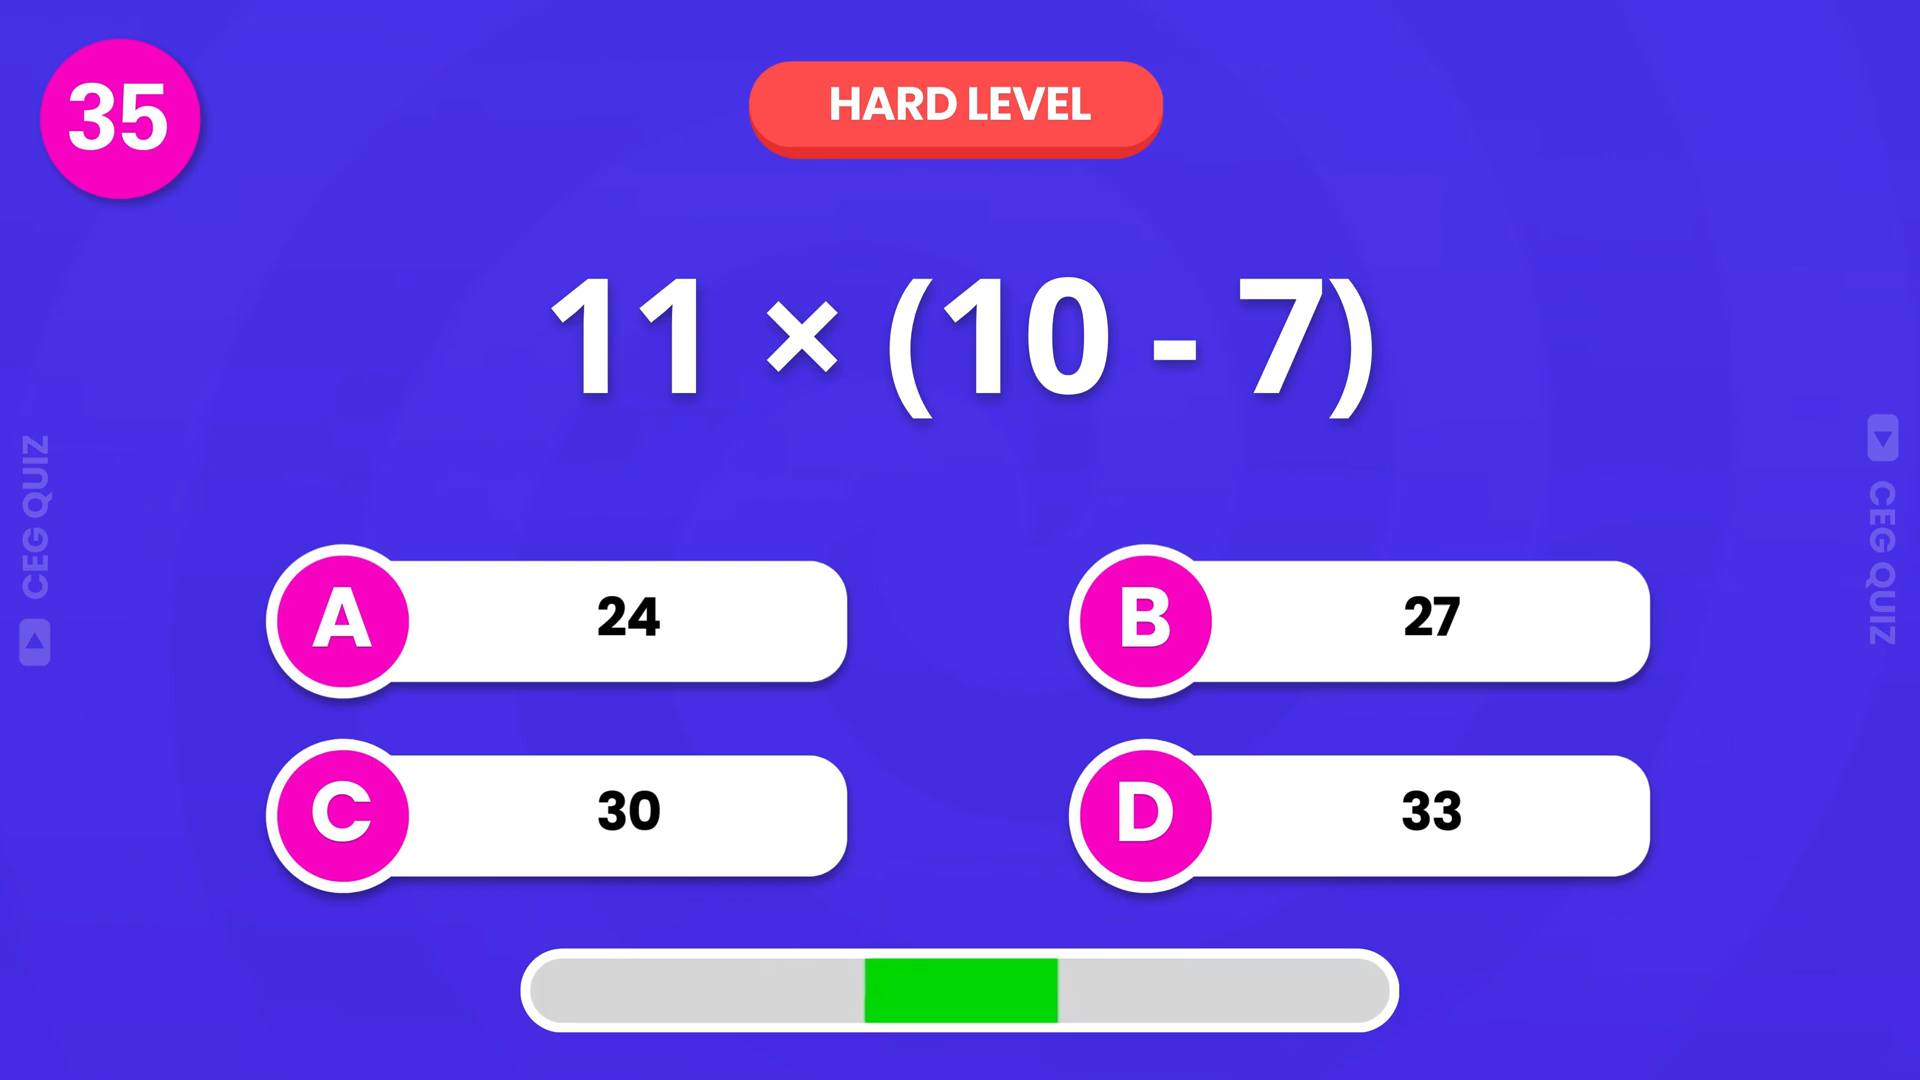 35
HARD LEVEL
11 × (10 - 7)
A 24
B 27
C 30
D 33
CEG QUIZ
CEG QUIZ